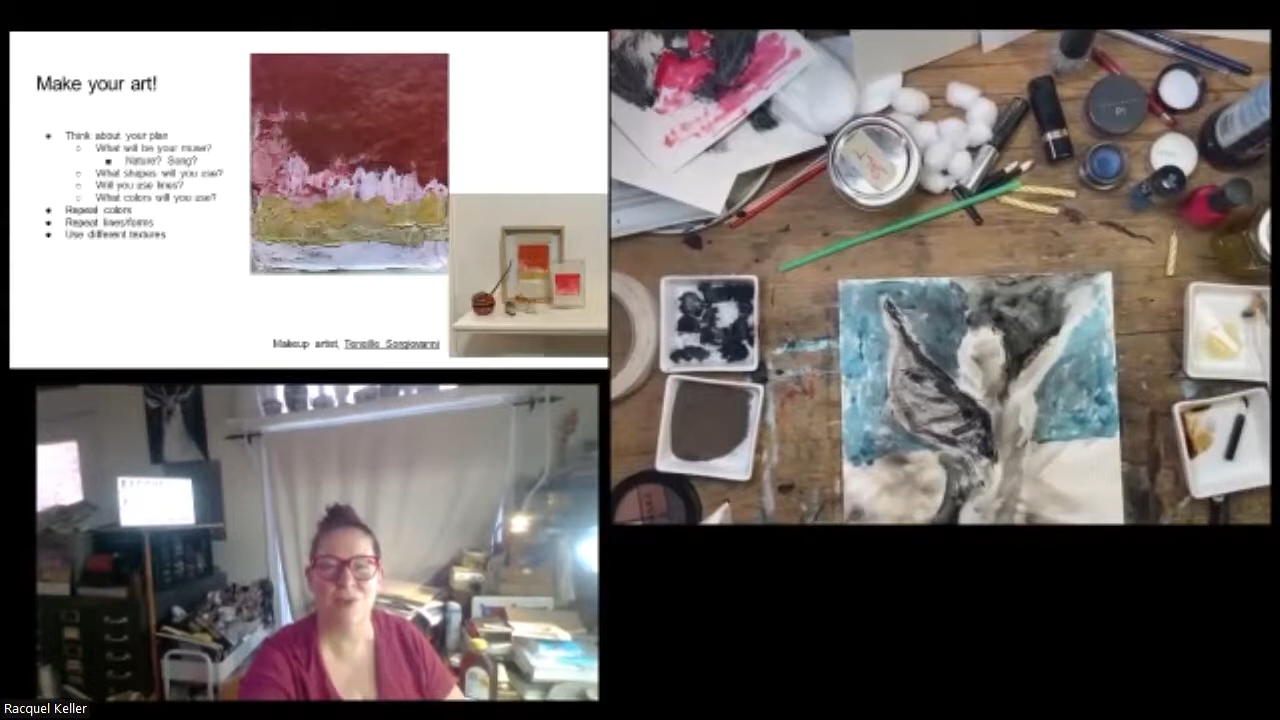 Make your art!
Think about your plan
What will be your muse?
Nature? Song?
What shapes will you use?
Will you use lines?
What colors will you use?
Repeat colors
Repeat lines/forms
Use different textures
Makeup artist, Teneille Sorgiovanni
Racquel Keller